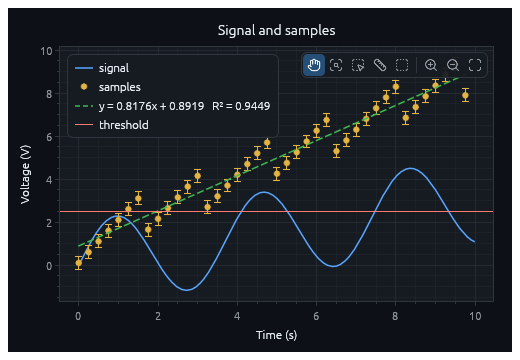 Signal and samples
signal
samples
y = 0.8176x + 0.8919  R² = 0.9449
threshold
Voltage (V)
10
8
6
4
2
0
0
2
4
6
8
10
Time (s)